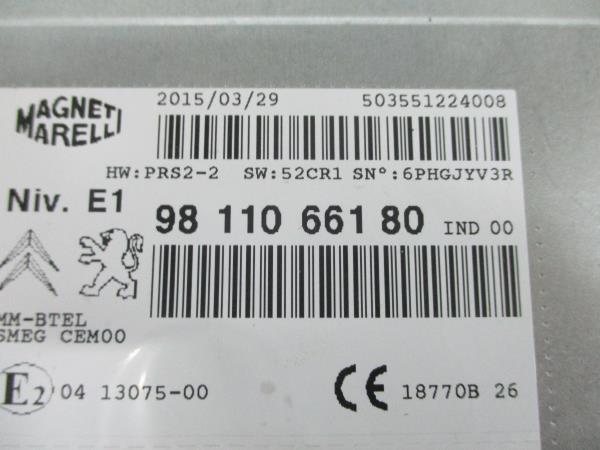 MAGNETI MARELLI
2015/03/29 503551224008
HW:PRS2-2 SW:52CR1 SN°:6PHGJYV3R
Niv. E1 98 110 661 80 IND 00
MM-BTEL
SMEG CEM00
E2 04 13075-00 CE 18770B 26